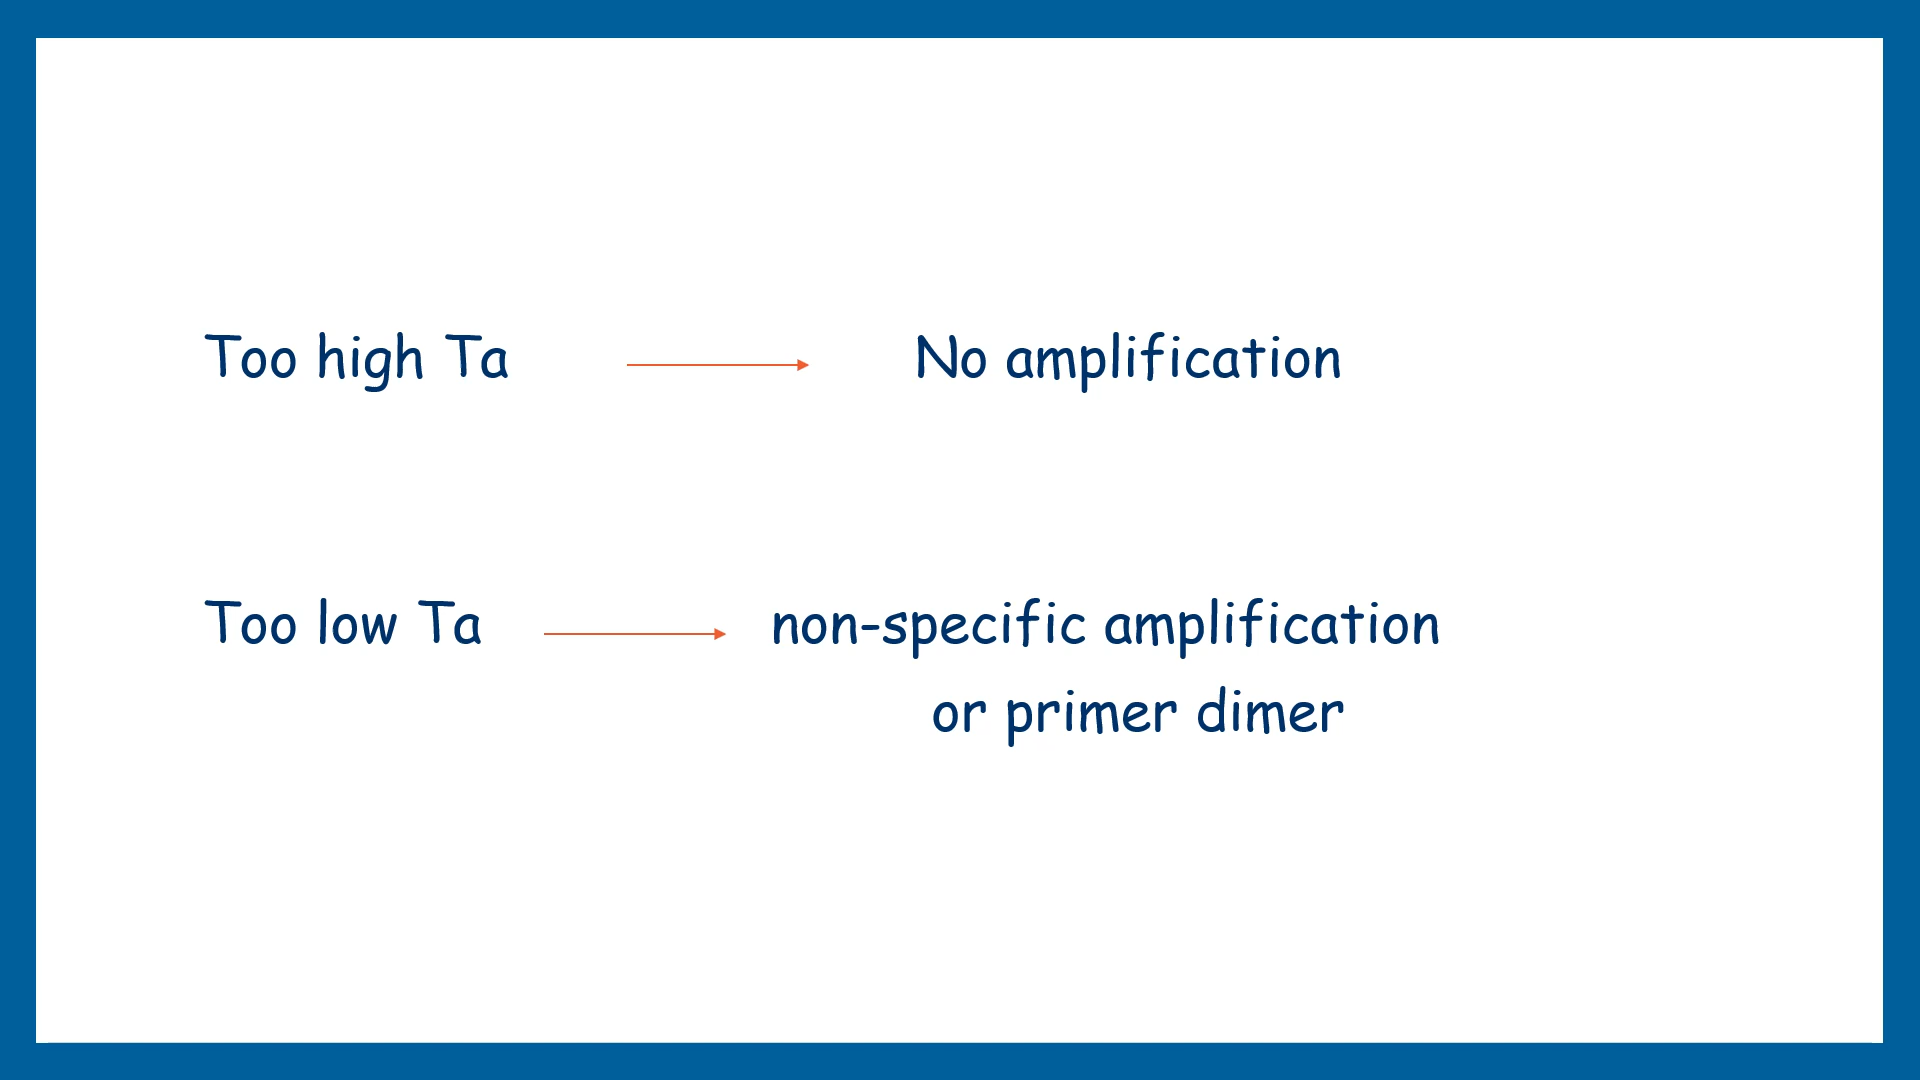 Too high Ta No amplification
Too low Ta non-specific amplification
or primer dimer